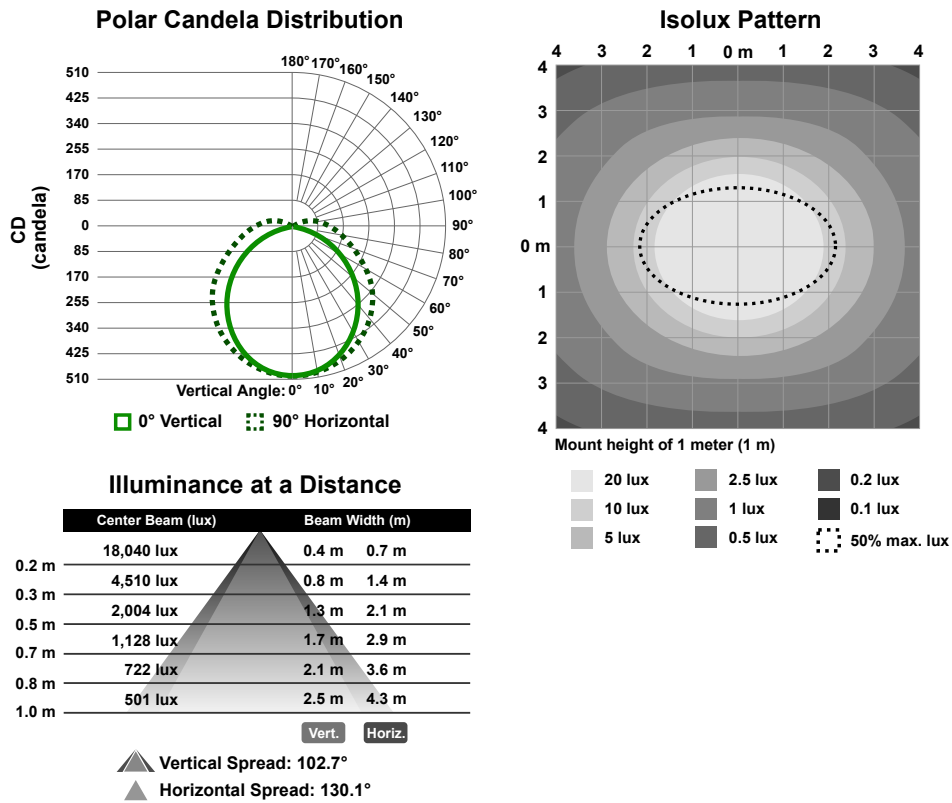 Polar Candela Distribution
180° 170° 160° 150° 140° 130° 120° 110° 100° 90° 80° 70° 60° 50° 40° 30° 20° 10° 0°
510
425
340
255
170
85
0
85
170
255
340
425
510
CD
(candela)
Vertical Angle:
0° Vertical 90° Horizontal
Isolux Pattern
4 3 2 1 0 m 1 2 3 4
4
3
2
1
0 m
1
2
3
4
Mount height of 1 meter (1 m)
20 lux 2.5 lux 0.2 lux
10 lux 1 lux 0.1 lux
5 lux 0.5 lux 50% max. lux
Illuminance at a Distance
Center Beam (lux) Beam Width (m)
18,040 lux 0.4 m 0.7 m
0.2 m
4,510 lux 0.8 m 1.4 m
0.3 m
2,004 lux 1.3 m 2.1 m
0.5 m
1,128 lux 1.7 m 2.9 m
0.7 m
722 lux 2.1 m 3.6 m
0.8 m
501 lux 2.5 m 4.3 m
1.0 m
Vert. Horiz.
Vertical Spread: 102.7°
Horizontal Spread: 130.1°